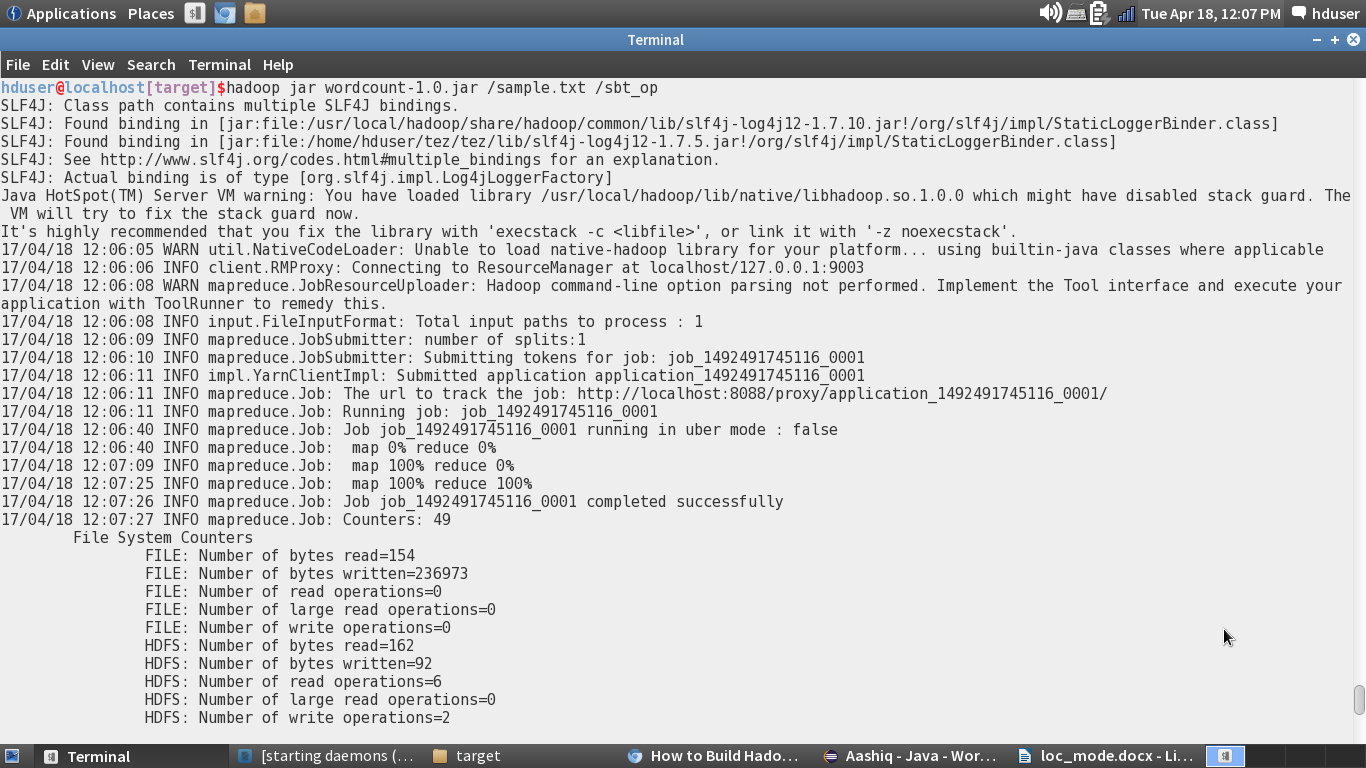 Applications Places Tue Apr 18, 12:07 PM hduser
Terminal
File Edit View Search Terminal Help
hduser@localhost[target]$hadoop jar wordcount-1.0.jar /sample.txt /sbt_op
SLF4J: Class path contains multiple SLF4J bindings.
SLF4J: Found binding in [jar:file:/usr/local/hadoop/share/hadoop/common/lib/slf4j-log4j12-1.7.10.jar!/org/slf4j/impl/StaticLoggerBinder.class]
SLF4J: Found binding in [jar:file:/home/hduser/tez/tez/lib/slf4j-log4j12-1.7.5.jar!/org/slf4j/impl/StaticLoggerBinder.class]
SLF4J: See http://www.slf4j.org/codes.html#multiple_bindings for an explanation.
SLF4J: Actual binding is of type [org.slf4j.impl.Log4jLoggerFactory]
Java HotSpot(TM) Server VM warning: You have loaded library /usr/local/hadoop/lib/native/libhadoop.so.1.0.0 which might have disabled stack guard. The
VM will try to fix the stack guard now.
It's highly recommended that you fix the library with 'execstack -c <libfile>', or link it with '-z noexecstack'.
17/04/18 12:06:05 WARN util.NativeCodeLoader: Unable to load native-hadoop library for your platform... using builtin-java classes where applicable
17/04/18 12:06:06 INFO client.RMProxy: Connecting to ResourceManager at localhost/127.0.0.1:9003
17/04/18 12:06:08 WARN mapreduce.JobResourceUploader: Hadoop command-line option parsing not performed. Implement the Tool interface and execute your
application with ToolRunner to remedy this.
17/04/18 12:06:08 INFO input.FileInputFormat: Total input paths to process : 1
17/04/18 12:06:09 INFO mapreduce.JobSubmitter: number of splits:1
17/04/18 12:06:10 INFO mapreduce.JobSubmitter: Submitting tokens for job: job_1492491745116_0001
17/04/18 12:06:11 INFO impl.YarnClientImpl: Submitted application application_1492491745116_0001
17/04/18 12:06:11 INFO mapreduce.Job: The url to track the job: http://localhost:8088/proxy/application_1492491745116_0001/
17/04/18 12:06:11 INFO mapreduce.Job: Running job: job_1492491745116_0001
17/04/18 12:06:40 INFO mapreduce.Job: Job job_1492491745116_0001 running in uber mode : false
17/04/18 12:06:40 INFO mapreduce.Job:  map 0% reduce 0%
17/04/18 12:07:09 INFO mapreduce.Job:  map 100% reduce 0%
17/04/18 12:07:25 INFO mapreduce.Job:  map 100% reduce 100%
17/04/18 12:07:26 INFO mapreduce.Job: Job job_1492491745116_0001 completed successfully
17/04/18 12:07:27 INFO mapreduce.Job: Counters: 49
File System Counters
FILE: Number of bytes read=154
FILE: Number of bytes written=236973
FILE: Number of read operations=0
FILE: Number of large read operations=0
FILE: Number of write operations=0
HDFS: Number of bytes read=162
HDFS: Number of bytes written=92
HDFS: Number of read operations=6
HDFS: Number of large read operations=0
HDFS: Number of write operations=2
Terminal [starting daemons (... target How to Build Hado... Aashiq - Java - Wor... loc_mode.docx - Li...